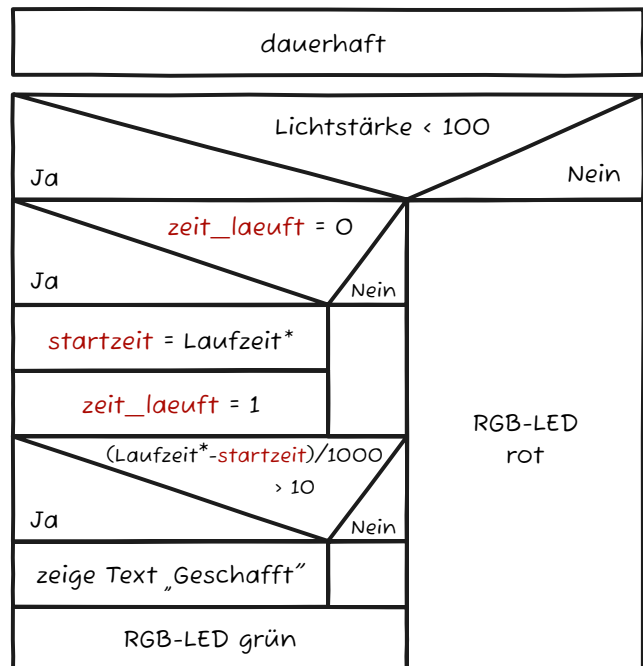 dauerhaft
Lichtstärke < 100
Ja
Nein
zeit_laeuft = 0
Ja
Nein
startzeit = Laufzeit*
zeit_laeuft = 1
RGB-LED
rot
(Laufzeit*-startzeit)/1000
> 10
Ja
Nein
zeige Text „Geschafft"
RGB-LED grün